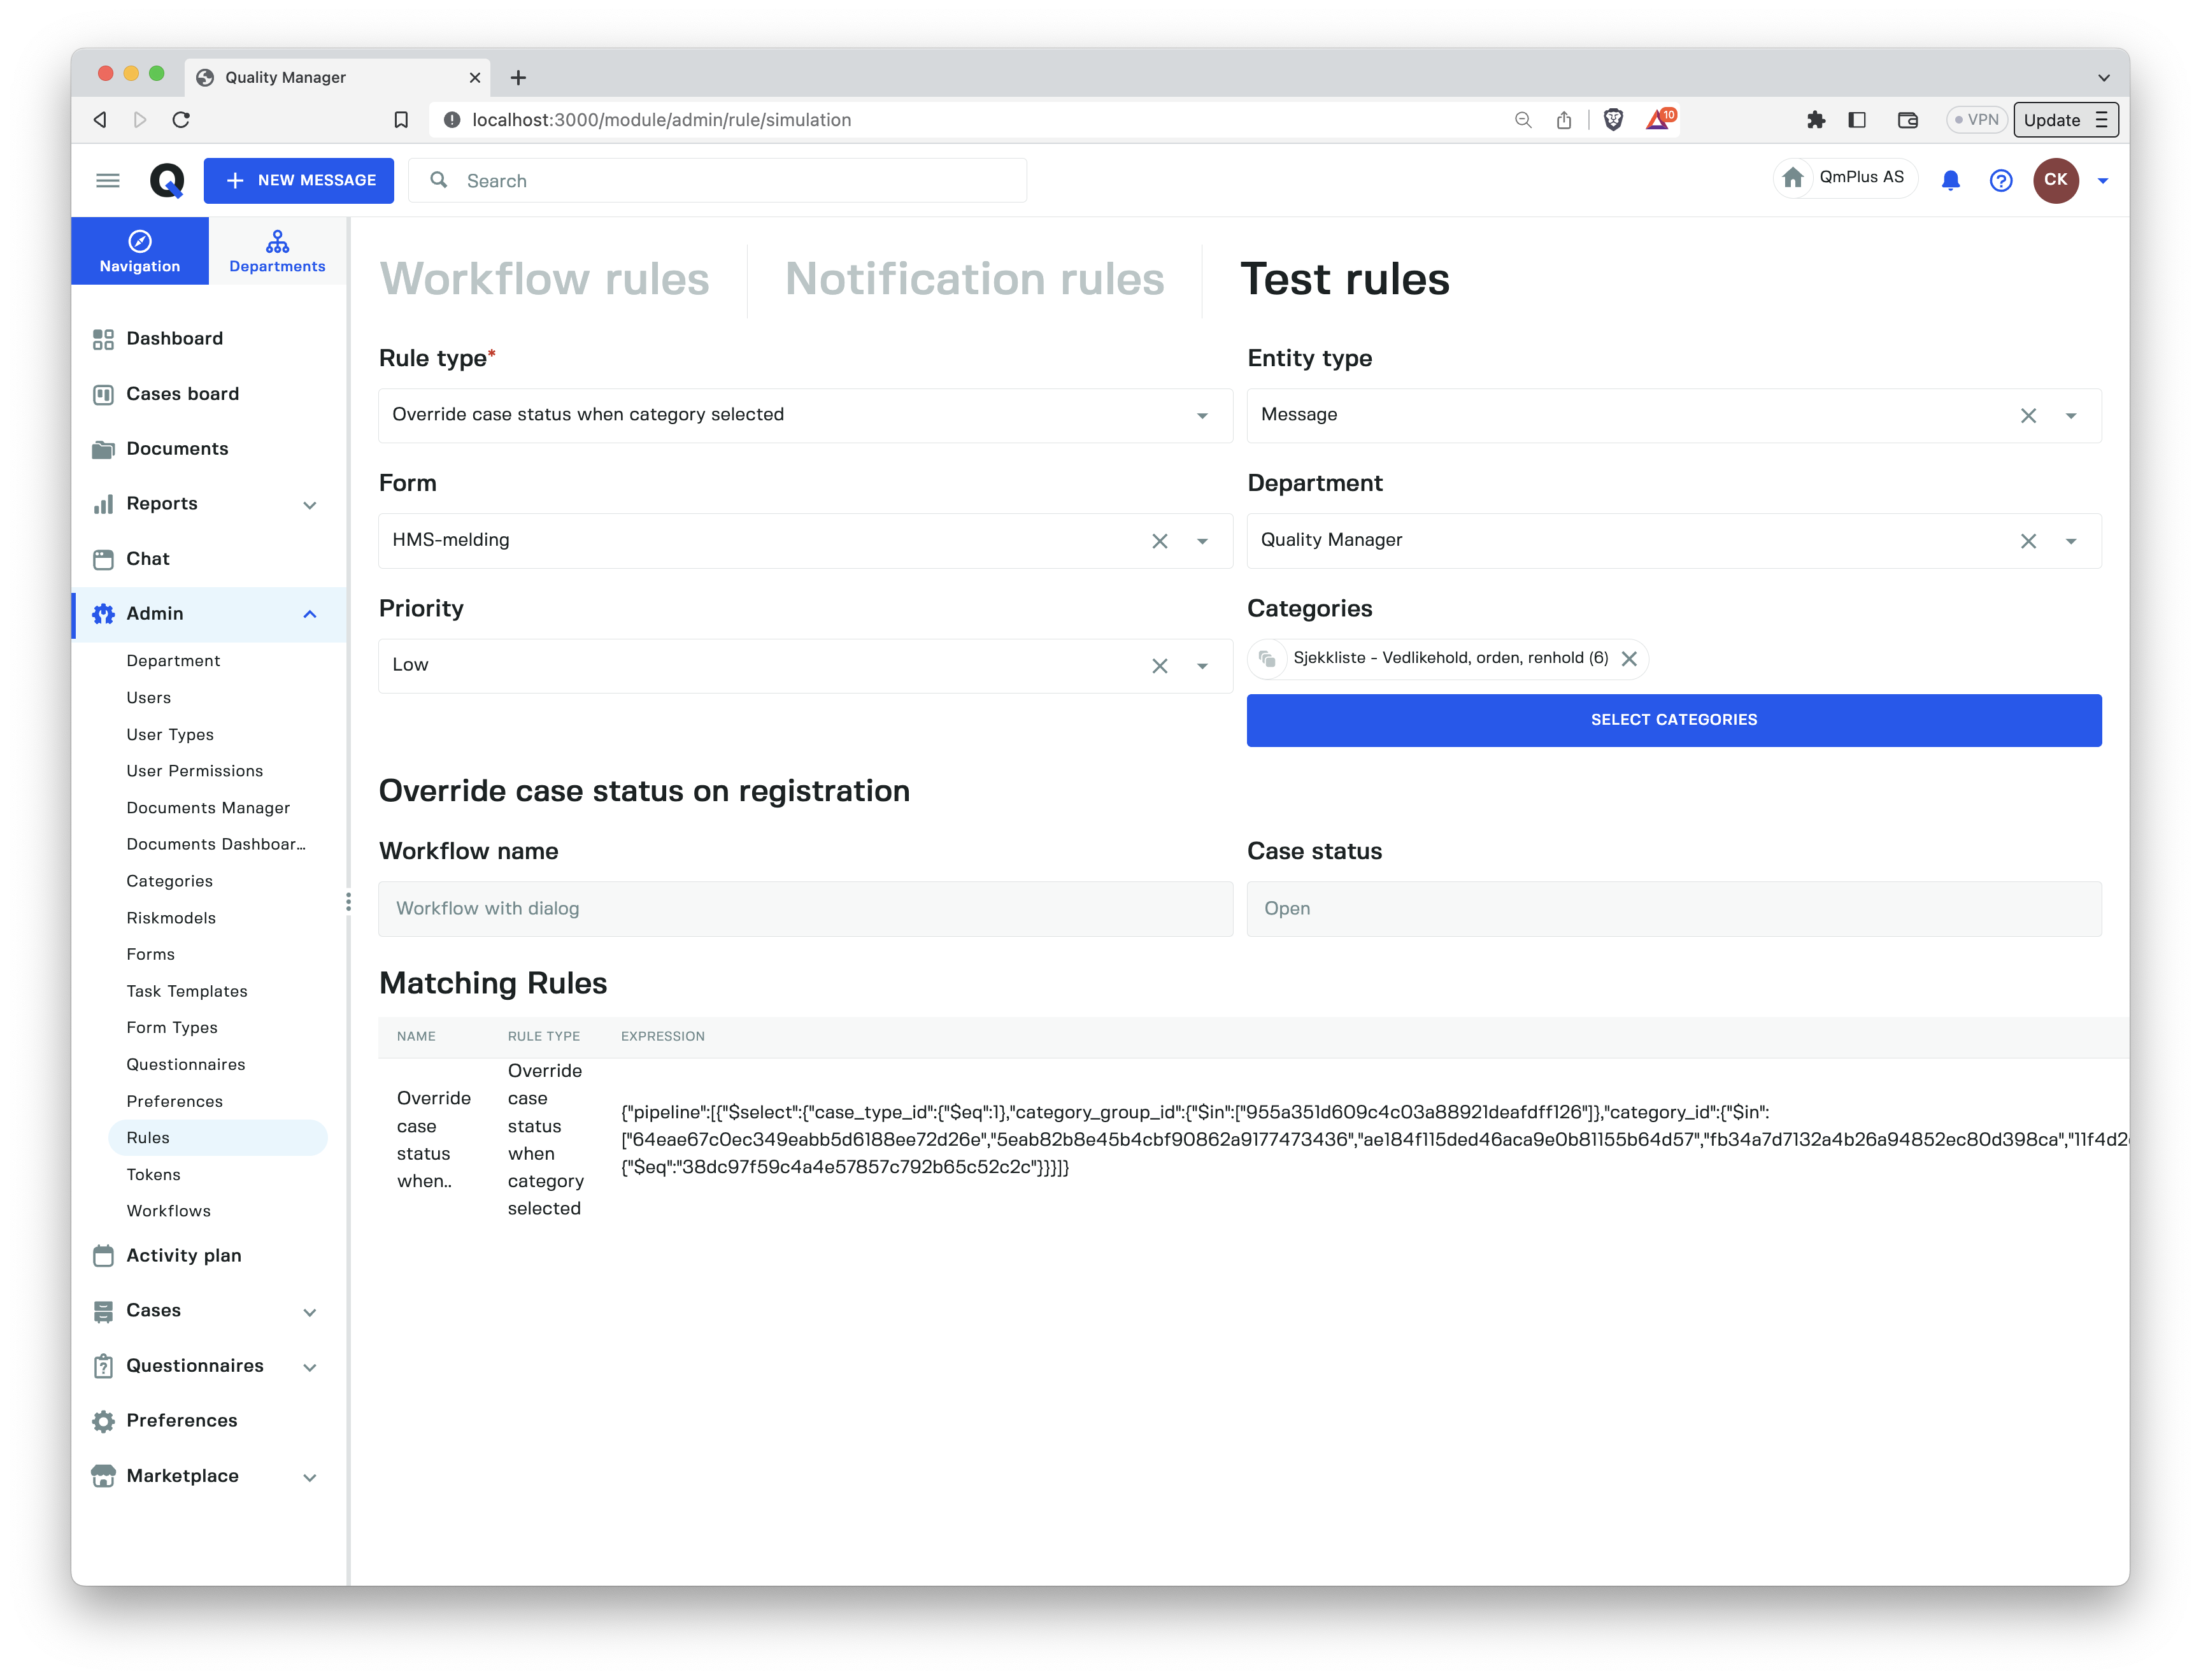 Quality Manager
localhost:3000/module/admin/rule/simulation
10
VPN
Update
NEW MESSAGE
Search
QmPlus AS
CK
Navigation
Departments
Dashboard
Cases board
Documents
Reports
Chat
Admin
Department
Users
User Types
User Permissions
Documents Manager
Documents Dashboar...
Categories
Riskmodels
Forms
Task Templates
Form Types
Questionnaires
Preferences
Rules
Tokens
Workflows
Activity plan
Cases
Questionnaires
Preferences
Marketplace
Workflow rules
Notification rules
Test rules
Rule type*
Override case status when category selected
Entity type
Message
Form
HMS-melding
Department
Quality Manager
Priority
Low
Categories
Sjekkliste - Vedlikehold, orden, renhold (6)
SELECT CATEGORIES
Override case status on registration
Workflow name
Workflow with dialog
Case status
Open
Matching Rules
NAME RULE TYPE EXPRESSION
Override
case
status
when..
Override
case
status
when
category
selected
{"pipeline":[{"$select":{"case_type_id":{"$eq":1},"category_group_id":{"$in":["955a351d609c4c03a88921deafdff126"]},"category_id":{"$in":
["64eae67c0ec349eabb5d6188ee72d26e","5eab82b8e45b4cbf90862a9177473436","ae184f115ded46aca9e0b81155b64d57","fb34a7d7132a4b26a94852ec80d398ca","11f4d2
{"$eq":"38dc97f59c4a4e57857c792b65c52c2c"}}}]}